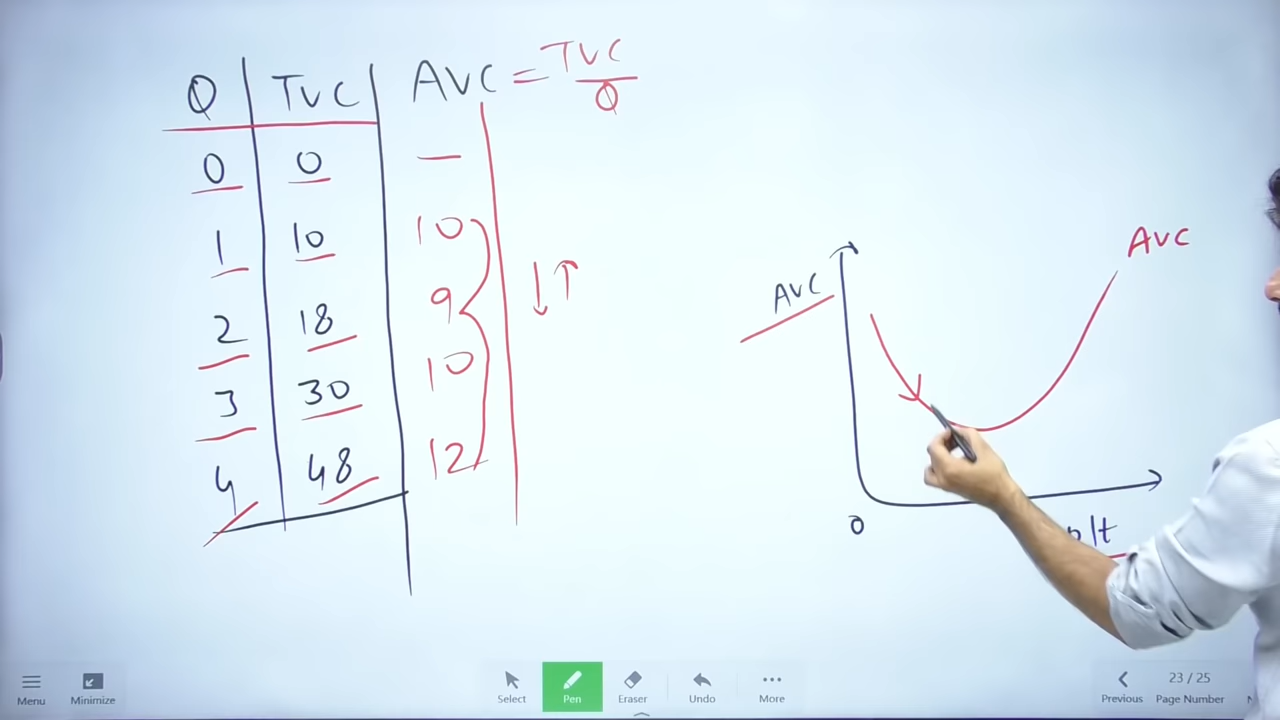 Q TVC AVC = TVC/Q
0 0 —
1 10 10
2 18 9
3 30 10
4 48 12
↓↑
AVC
AVC
0
o/t
Menu
Minimize
Select
Pen
Eraser
Undo
More
Previous
23 / 25
Page Number